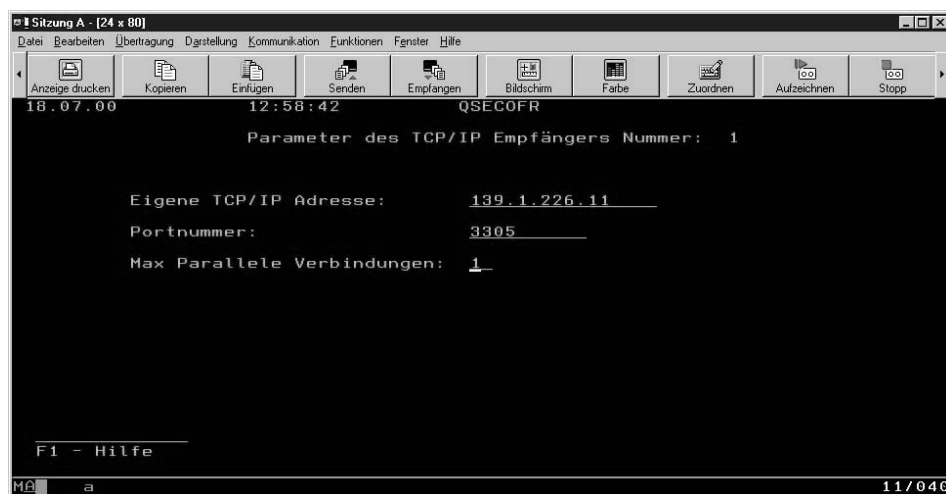 Sitzung A - [24 x 80]
Datei Bearbeiten Übertragung Darstellung Kommunikation Funktionen Fenster Hilfe
Anzeige drucken Kopieren Einfügen Senden Empfangen Bildschirm Farbe Zuordnen Aufzeichnen Stopp
18.07.00 12:58:42 QSECOFR
Parameter des TCP/IP Empfängers Nummer: 1
Eigene TCP/IP Adresse: 139.1.226.11
Portnummer: 3305
Max Parallele Verbindungen: 1
F1 - Hilfe
MA a 11/040